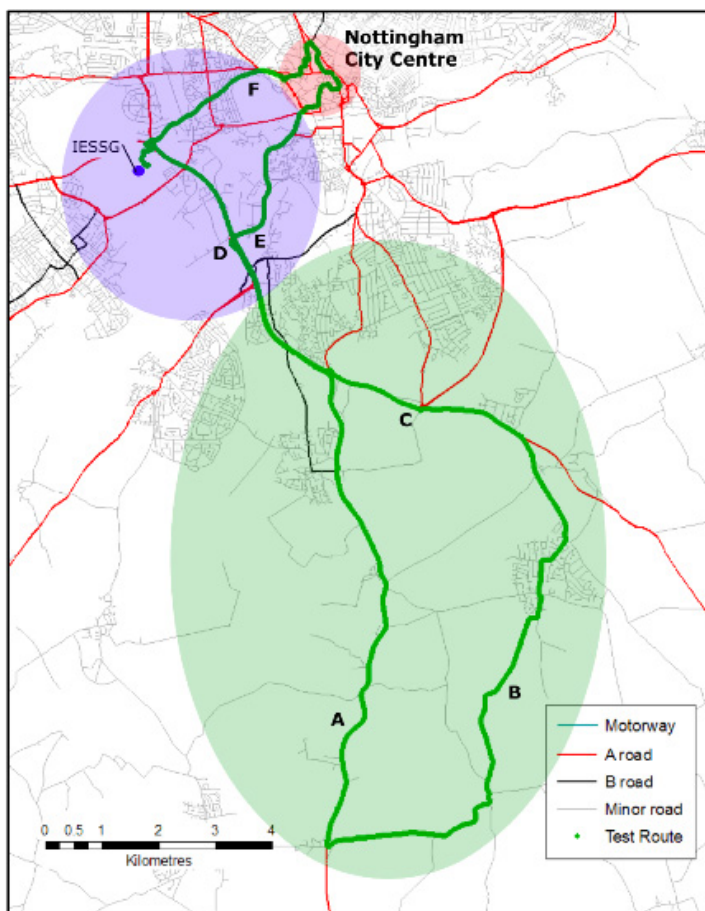 Nottingham
City Centre
F
IESSG
E
D
C
B
A
Motorway
A road
B road
Minor road
Test Route
0 0.5 1 2 3 4
Kilometres